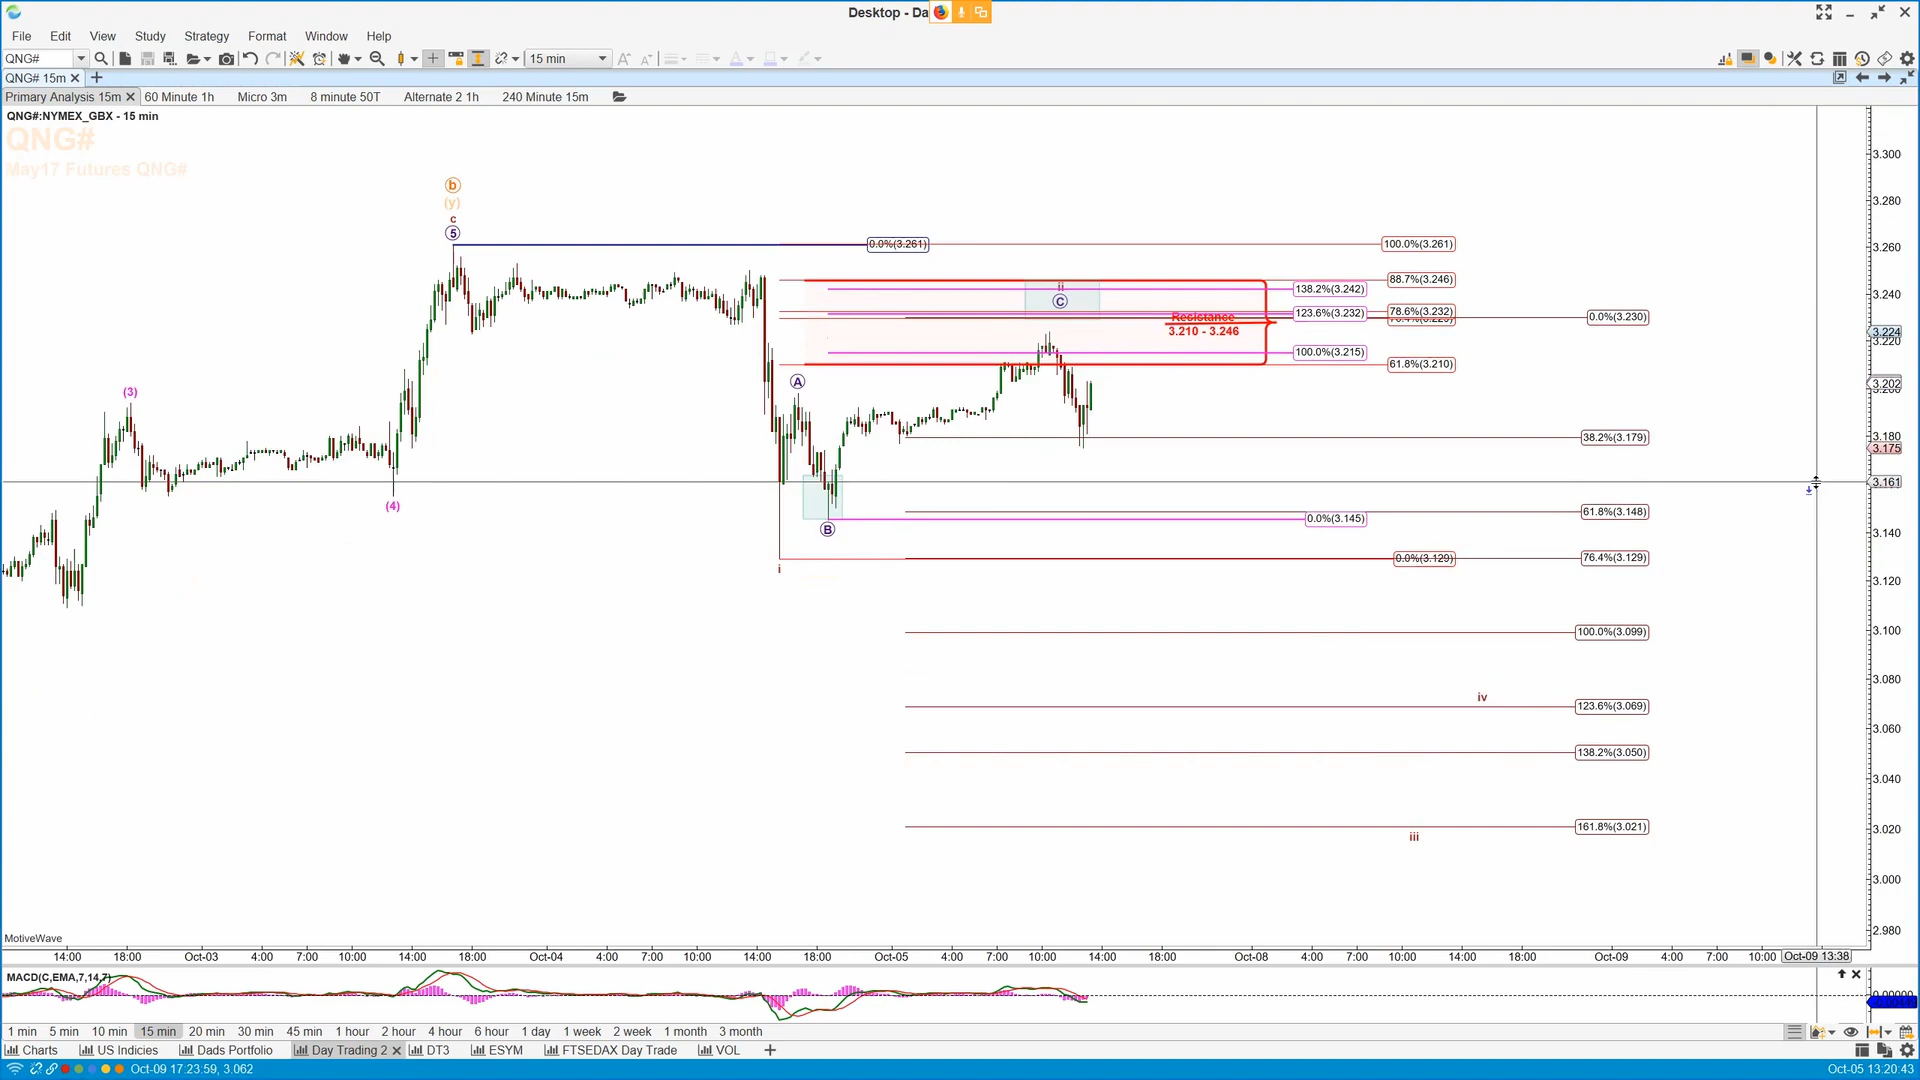 Desktop - Da
File Edit View Study Strategy Format Window Help
QNG# 15 min
QNG# 15m
Primary Analysis 15m 60 Minute 1h Micro 3m 8 minute 50T Alternate 2 1h 240 Minute 15m
QNG#:NYMEX_GBX - 15 min
QNG#
May17 Futures QNG#
3.300
b
(y)
3.280
c
5
0.0%(3.261) 100.0%(3.261)
3.260
88.7%(3.246)
ii
138.2%(3.242)
3.240
C
123.6%(3.232) 78.6%(3.232)
Resistance
0.0%(3.230)
3.210 - 3.246
3.224
3.220
100.0%(3.215)
61.8%(3.210)
A
3.202
(3)
38.2%(3.179)
3.180
3.175
3.161
(4)
61.8%(3.148)
0.0%(3.145)
B
3.140
0.0%(3.129) 76.4%(3.129)
i
3.120
100.0%(3.099)
3.100
3.080
iv
123.6%(3.069)
3.060
138.2%(3.050)
3.040
161.8%(3.021)
3.020
iii
3.000
2.980
MotiveWave
14:00 18:00 Oct-03 4:00 7:00 10:00 14:00 18:00 Oct-04 4:00 7:00 10:00 14:00 18:00 Oct-05 4:00 7:00 10:00 14:00 18:00 Oct-08 4:00 7:00 10:00 14:00 18:00 Oct-09 4:00 7:00 10:00 Oct-09 13:38
MACD(C,EMA,7,14,7)
1 min 5 min 10 min 15 min 20 min 30 min 45 min 1 hour 2 hour 4 hour 6 hour 1 day 1 week 2 week 1 month 3 month
Charts US Indicies Dads Portfolio Day Trading 2 DT3 ESYM FTSEDAX Day Trade VOL
Oct-09 17:23:59, 3.062 Oct-05 13:20:43